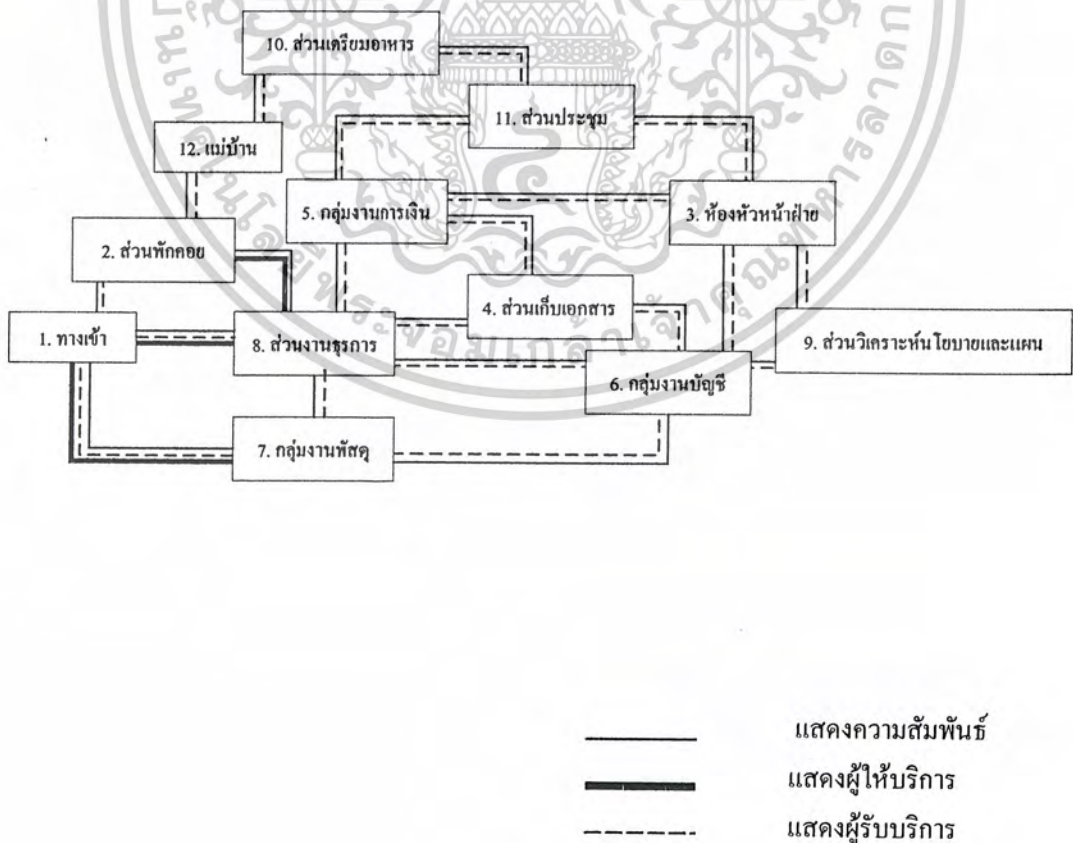 10. ส่วนเตรียมอาหาร
11. ส่วนประชุม
12. แม่บ้าน
5. กลุ่มงานการเงิน
3. ห้องหัวหน้าฝ่าย
2. ส่วนพักคอย
4. ส่วนเก็บเอกสาร
1. ทางเข้า
8. ส่วนงานธุรการ
9. ส่วนวิเคราะห์นโยบายและแผน
6. กลุ่มงานบัญชี
7. กลุ่มงานพัสดุ
แสดงความสัมพันธ์
แสดงผู้ให้บริการ
แสดงผู้รับบริการ